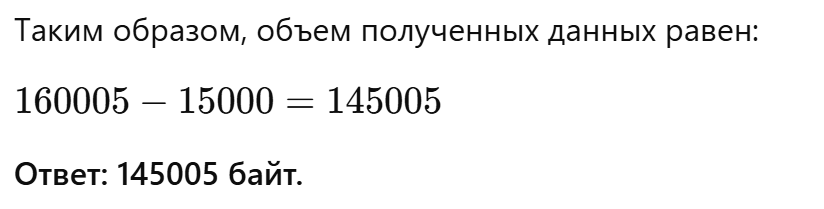 Таким образом, объем полученных данных равен:
160005 − 15000 = 145005
Ответ: 145005 байт.